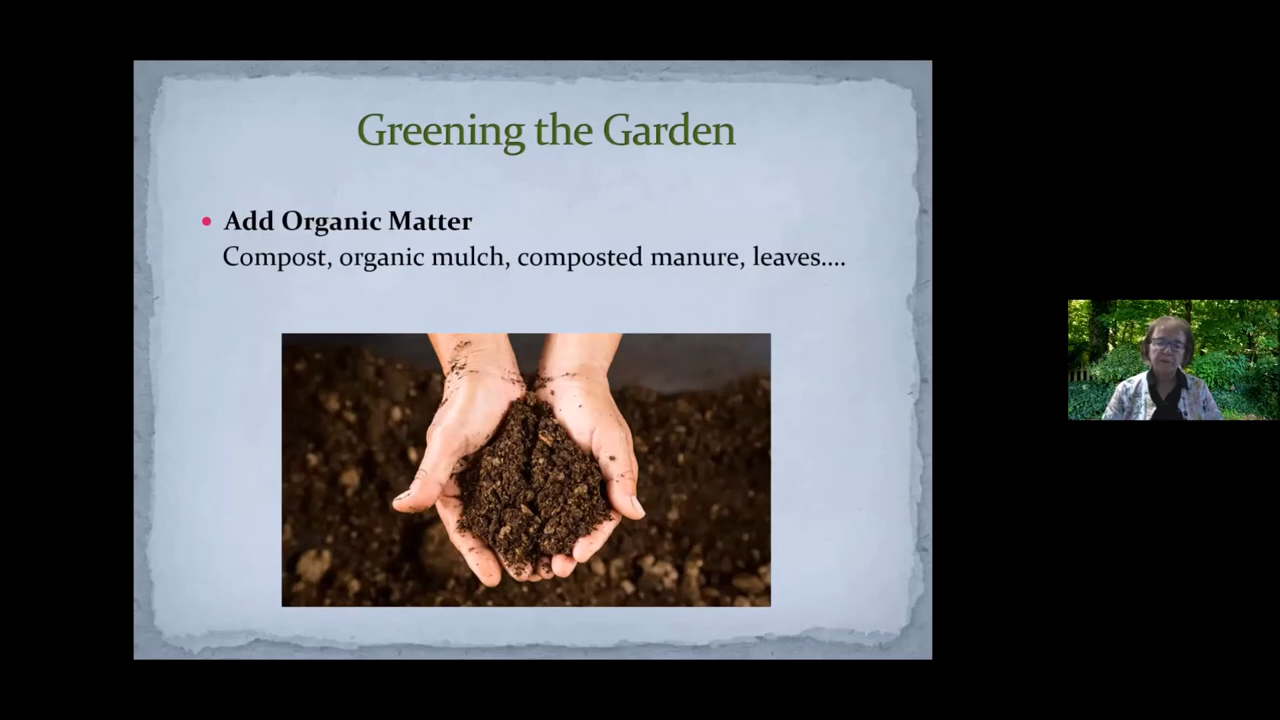 Greening the Garden
Add Organic Matter
Compost, organic mulch, composted manure, leaves....